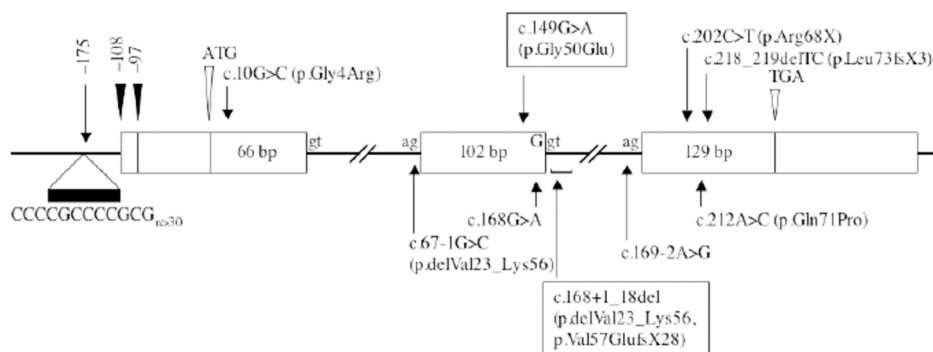 -175
-108
-97
ATG
c.10G>C (p.Gly4Arg)
c.149G>A
(p.Gly50Glu)
c.202C>T (p.Arg68X)
c.218_219delTC (p.Leu73fsX3)
TGA
66 bp
gt
ag
102 bp
G
gt
ag
129 bp
CCCCGCCCCGCG n>30
c.67-1G>C
(p.delVal23_Lys56)
c.168G>A
c.168+1_18del
(p.delVal23_Lys56,
p.Val57GlufsX28)
c.169-2A>G
c.212A>C (p.Gln71Pro)